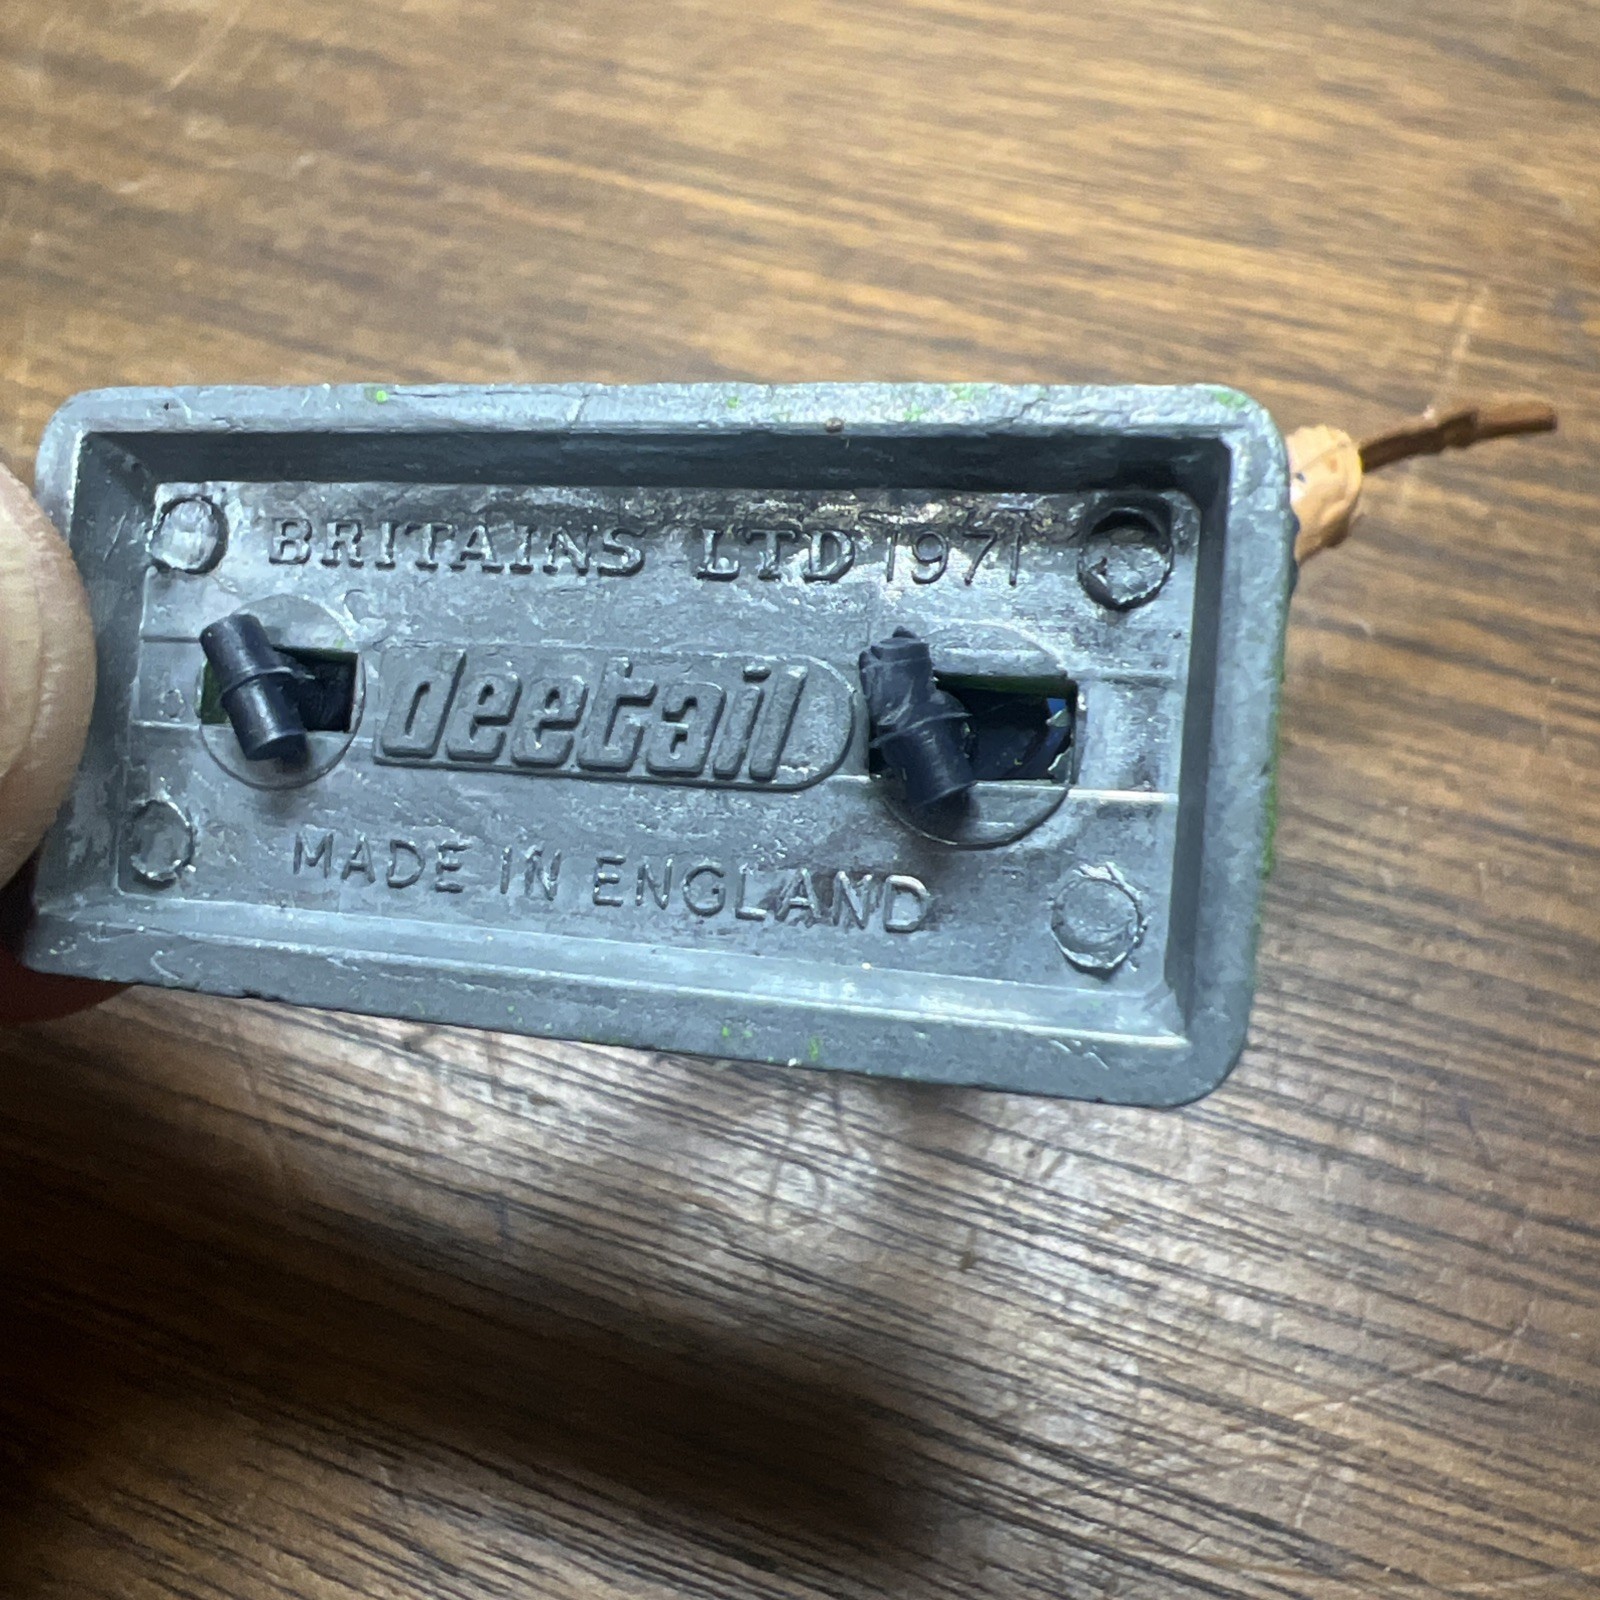 BRITAINS LTD 1971
deetail
MADE IN ENGLAND